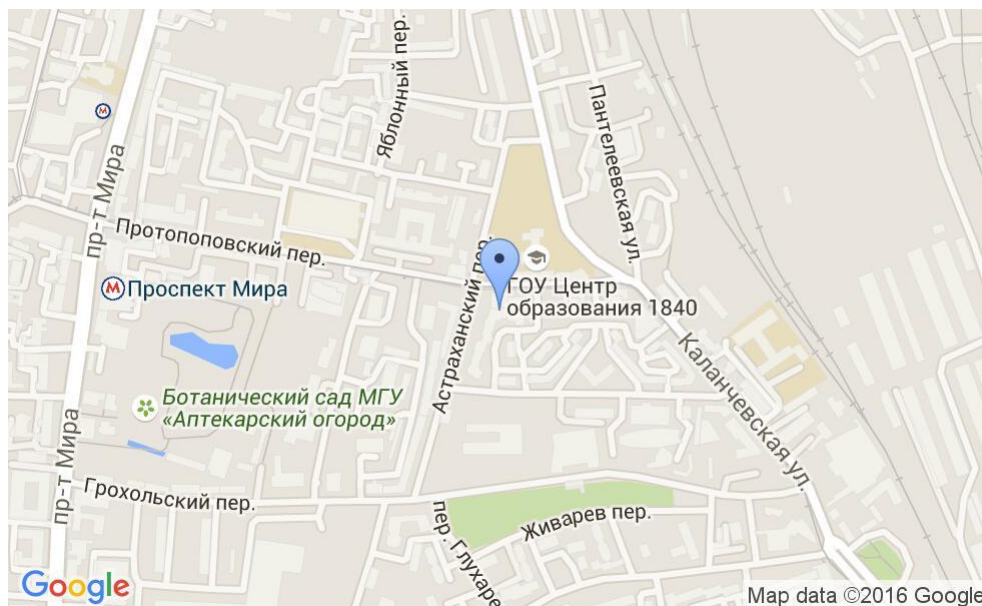 Яблонный пер.
Пантелеевская ул.
М
пр-т Мира
Протопоповский пер.
М Проспект Мира
ГОУ Центр
образования 1840
Астраханский пер.
Каланчевская ул.
Ботанический сад МГУ
«Аптекарский огород»
пр-т Мира
Грохольский пер.
пер. Глухаре
Живарев пер.
Google
Map data ©2016 Google